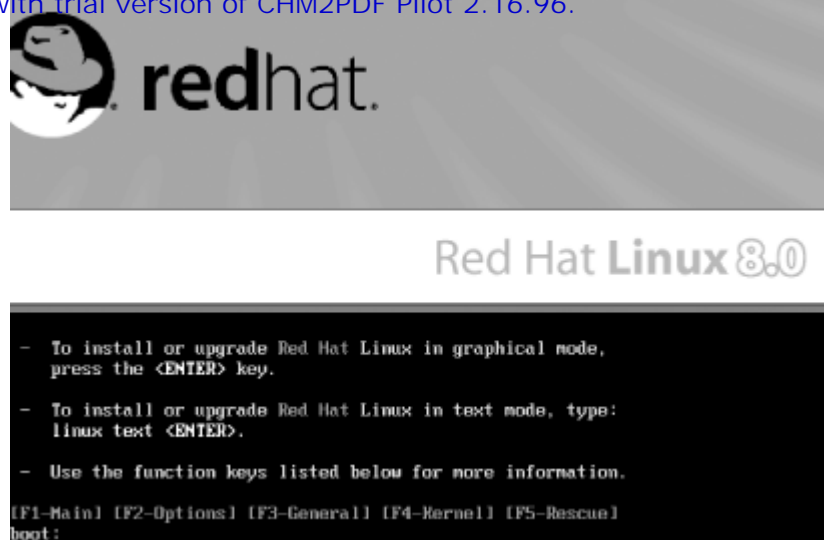 with trial version of CHM2PDF Pilot 2.16.96.
redhat.
Red Hat Linux 8.0
- To install or upgrade Red Hat Linux in graphical mode,
press the <ENTER> key.
- To install or upgrade Red Hat Linux in text mode, type:
linux text <ENTER>.
- Use the function keys listed below for more information.
[F1-Main] [F2-Options] [F3-General] [F4-Kernel] [F5-Rescue]
boot: